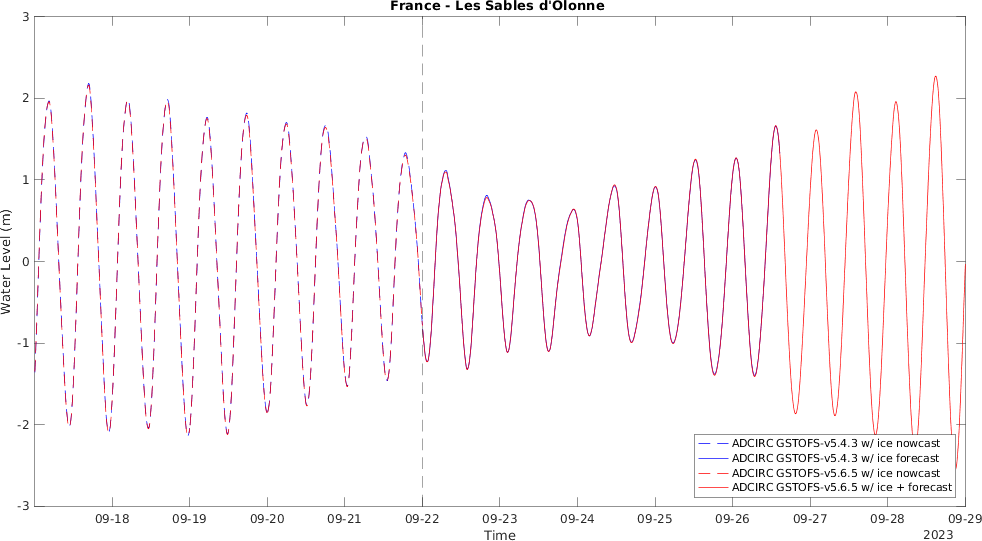 France - Les Sables d'Olonne
3
2
1
0
-1
-2
-3
Water Level (m)
ADCIRC GSTOFS-v5.4.3 w/ ice nowcast
ADCIRC GSTOFS-v5.4.3 w/ ice forecast
ADCIRC GSTOFS-v5.6.5 w/ ice nowcast
ADCIRC GSTOFS-v5.6.5 w/ ice + forecast
09-18 09-19 09-20 09-21 09-22 09-23 09-24 09-25 09-26 09-27 09-28 09-29
Time
2023